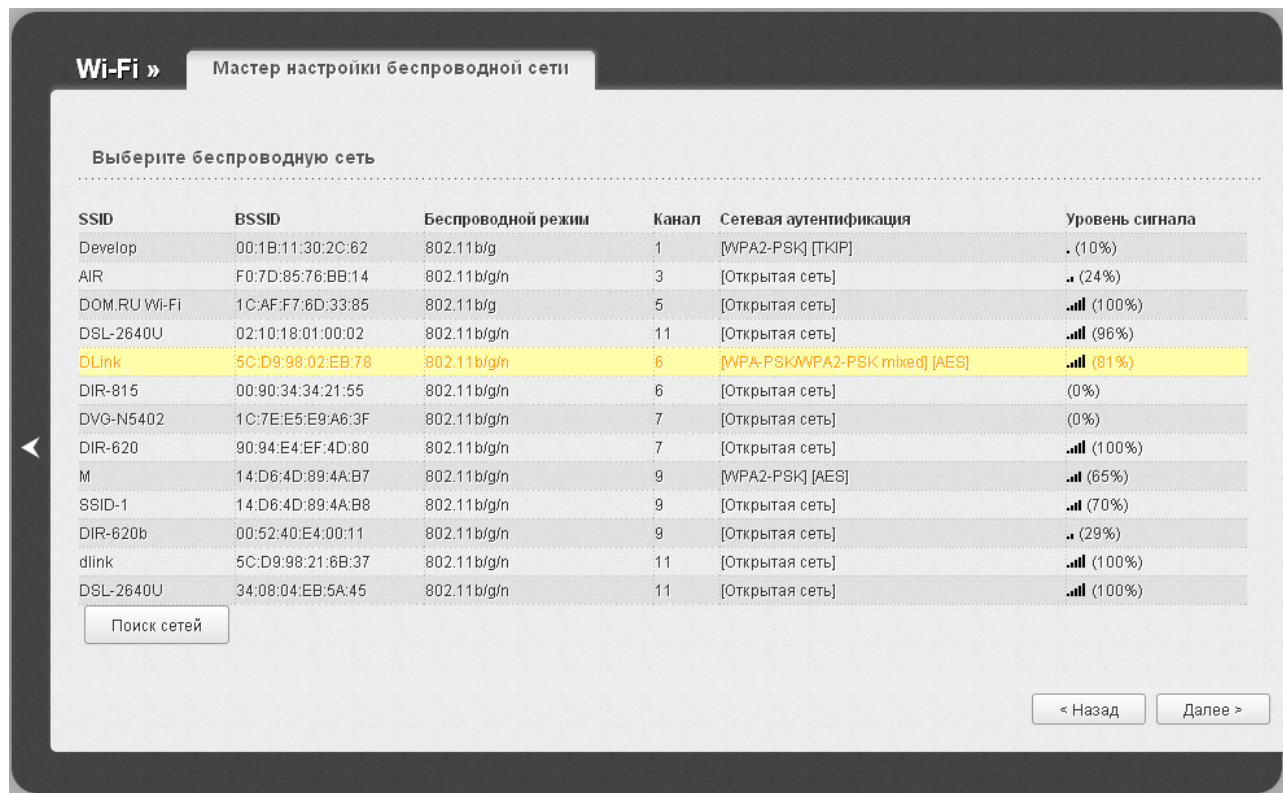 Wi-Fi » Мастер настройки беспроводной сети
Выберите беспроводную сеть
SSID BSSID Беспроводной режим Канал Сетевая аутентификация Уровень сигнала
Develop 00:1B:11:30:2C:62 802.11b/g 1 [WPA2-PSK] [TKIP] (10%)
AIR F0:7D:85:76:BB:14 802.11b/g/n 3 [Открытая сеть] (24%)
DOM.RU Wi-Fi 1C:AF:F7:6D:33:85 802.11b/g 5 [Открытая сеть] (100%)
DSL-2640U 02:10:18:01:00:02 802.11b/g/n 11 [Открытая сеть] (96%)
DLink 5C:D9:98:02:EB:78 802.11b/g/n 6 [WPA-PSK/WPA2-PSK mixed] [AES] (81%)
DIR-815 00:90:34:34:21:55 802.11b/g/n 6 [Открытая сеть] (0%)
DVG-N5402 1C:7E:E5:E9:A6:3F 802.11b/g/n 7 [Открытая сеть] (0%)
DIR-620 90:94:E4:EF:4D:80 802.11b/g/n 7 [Открытая сеть] (100%)
M 14:D6:4D:89:4A:B7 802.11b/g/n 9 [WPA2-PSK] [AES] (65%)
SSID-1 14:D6:4D:89:4A:B8 802.11b/g/n 9 [Открытая сеть] (70%)
DIR-620b 00:52:40:E4:00:11 802.11b/g/n 9 [Открытая сеть] (29%)
dlink 5C:D9:98:21:6B:37 802.11b/g/n 11 [Открытая сеть] (100%)
DSL-2640U 34:08:04:EB:5A:45 802.11b/g/n 11 [Открытая сеть] (100%)
Поиск сетей
< Назад Далее >